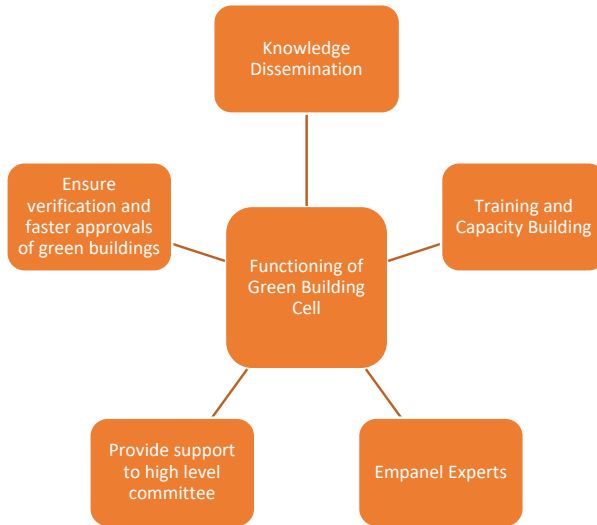 Knowledge
Dissemination
Ensure
verification and
faster approvals
of green buildings
Training and
Capacity Building
Functioning of
Green Building
Cell
Provide support
to high level
committee
Empanel Experts